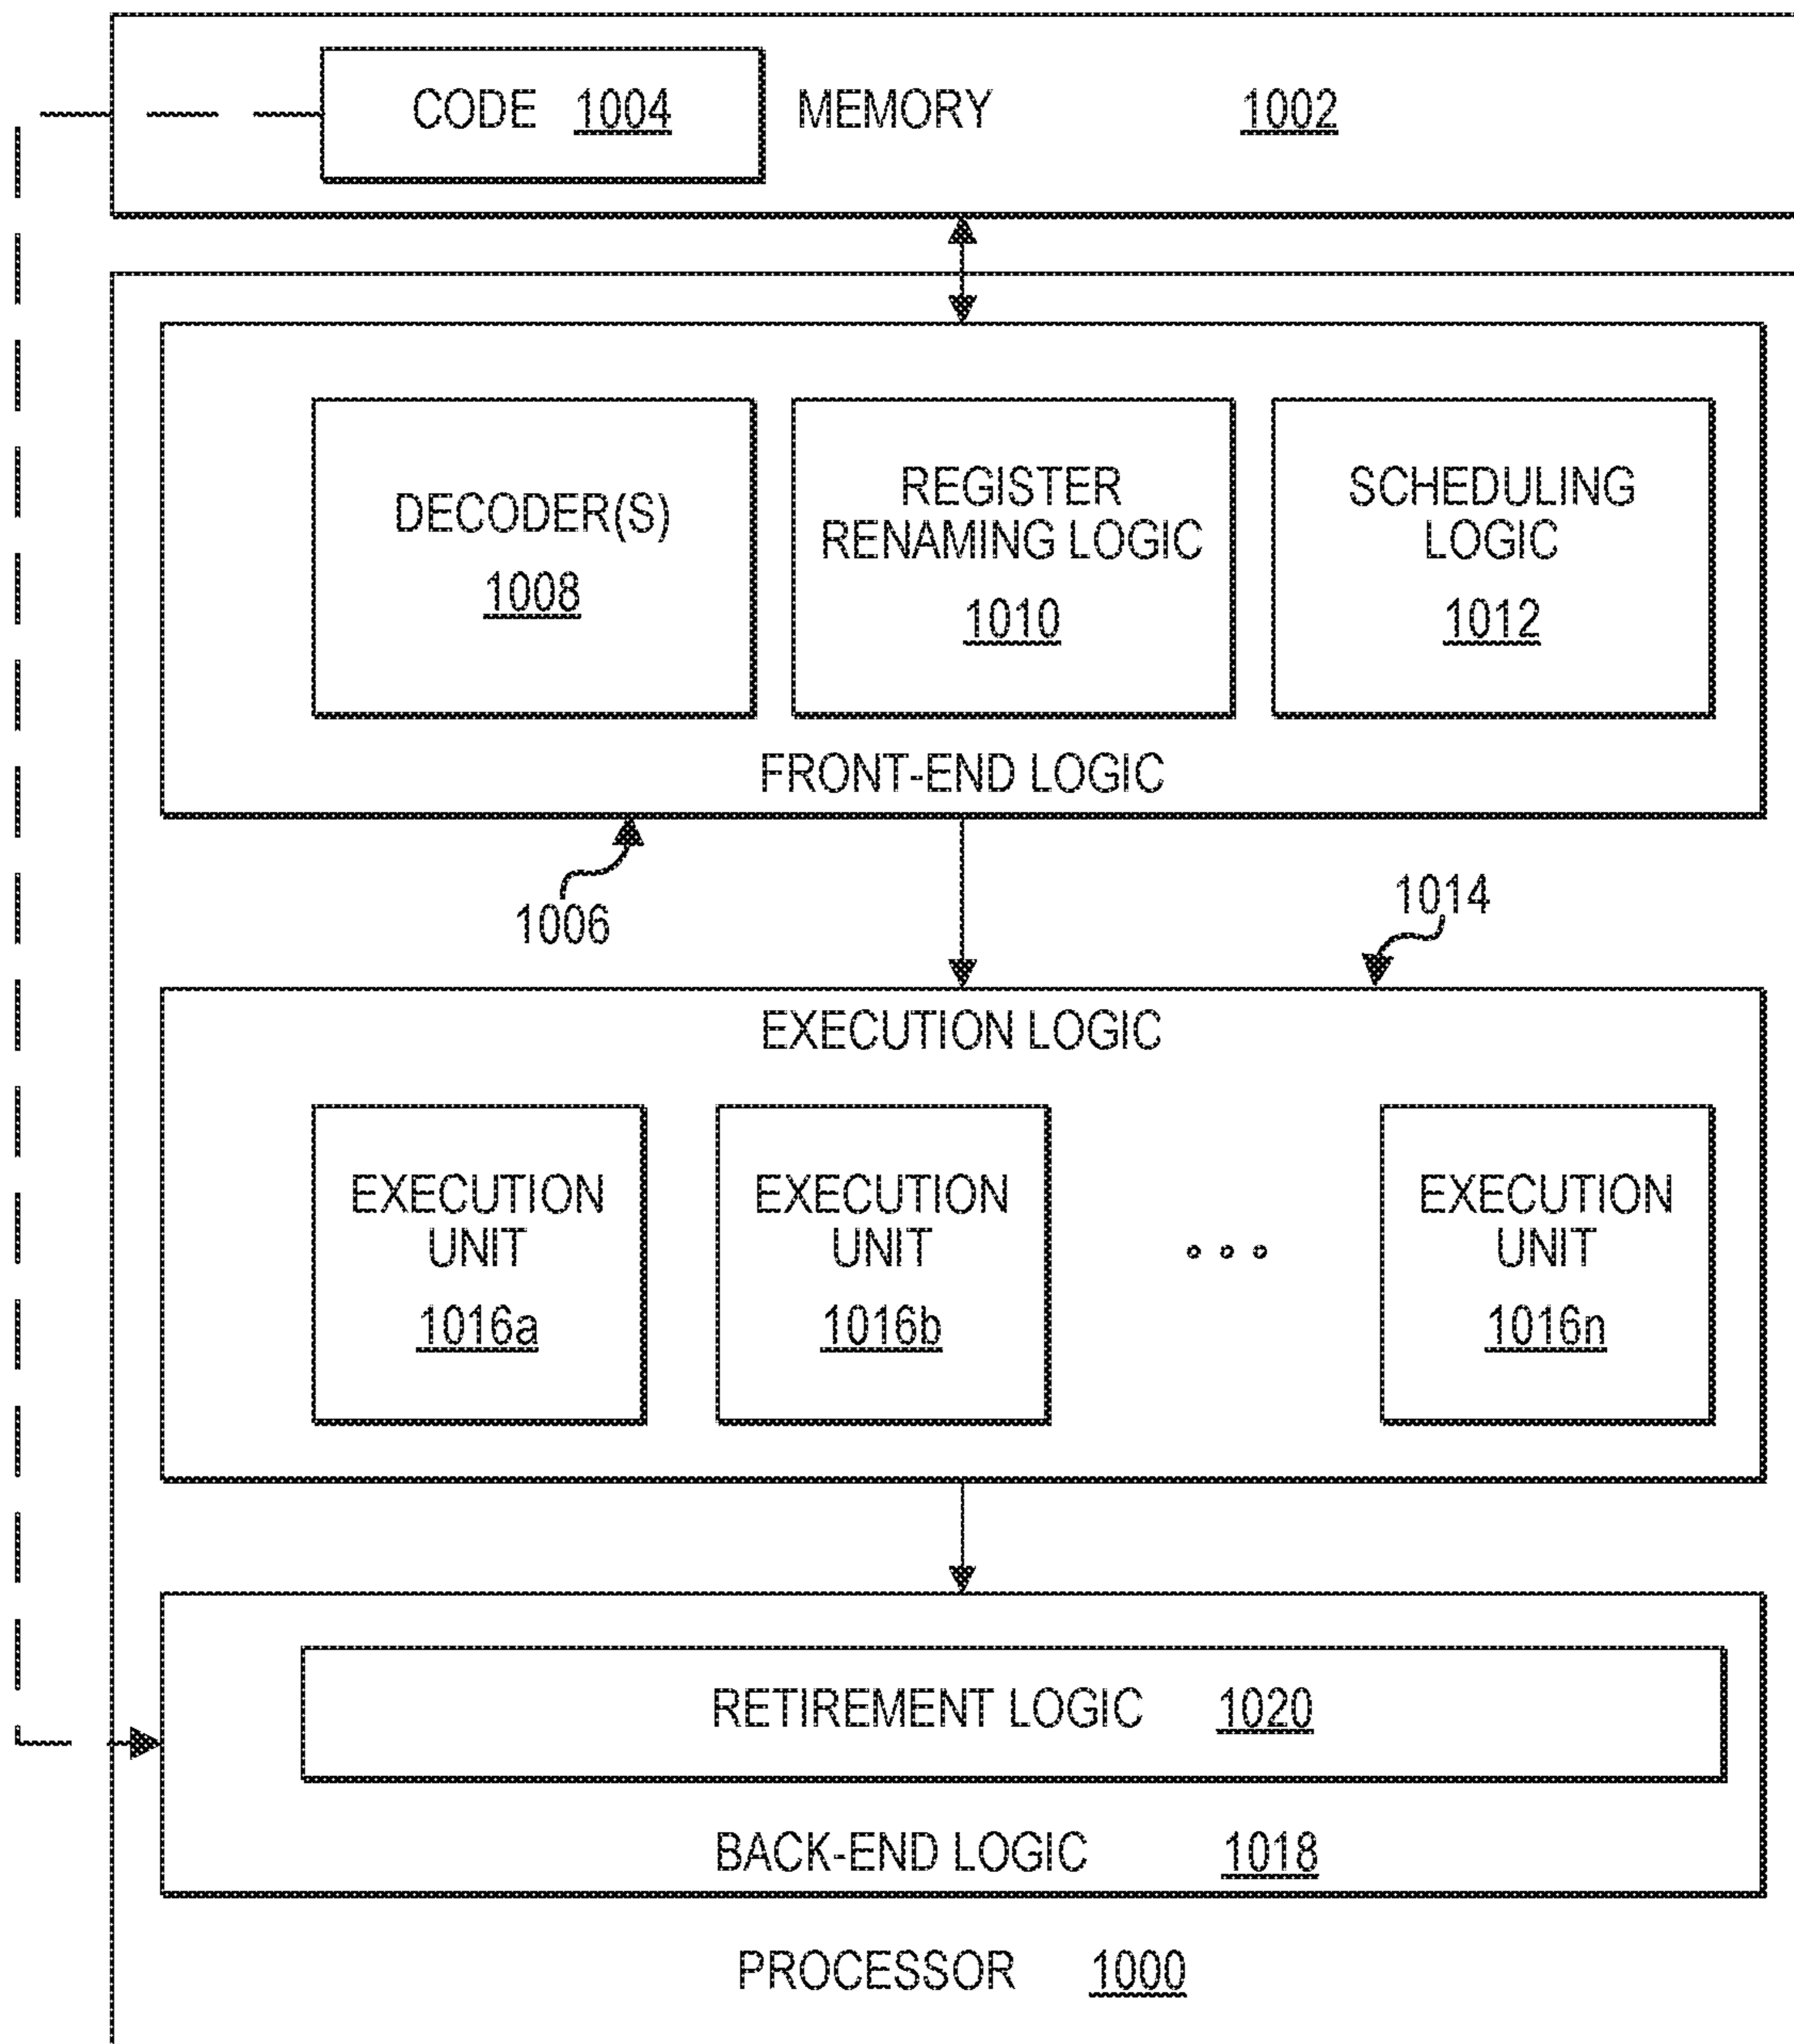 CODE 1004 MEMORY 1002
DECODER(S)
1008
REGISTER
RENAMING LOGIC
1010
SCHEDULING
LOGIC
1012
FRONT-END LOGIC
1006
1014
EXECUTION LOGIC
EXECUTION
UNIT
1016a
EXECUTION
UNIT
1016b
EXECUTION
UNIT
1016n
RETIREMENT LOGIC 1020
BACK-END LOGIC 1018
PROCESSOR 1000